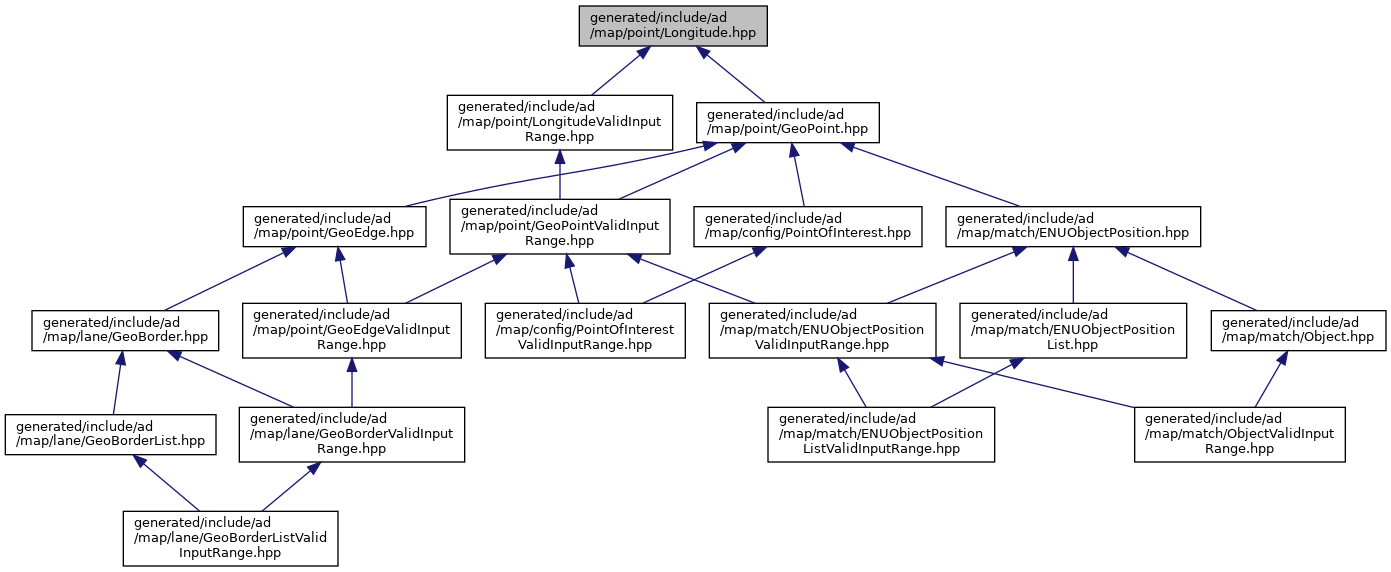 generated/include/ad
/map/point/Longitude.hpp
generated/include/ad
/map/point/LongitudeValidInput
Range.hpp
generated/include/ad
/map/point/GeoPoint.hpp
generated/include/ad
/map/point/GeoEdge.hpp
generated/include/ad
/map/point/GeoPointValidInput
Range.hpp
generated/include/ad
/map/config/PointOfInterest.hpp
generated/include/ad
/map/match/ENUObjectPosition.hpp
generated/include/ad
/map/lane/GeoBorder.hpp
generated/include/ad
/map/point/GeoEdgeValidInput
Range.hpp
generated/include/ad
/map/config/PointOfInterest
ValidInputRange.hpp
generated/include/ad
/map/match/ENUObjectPosition
ValidInputRange.hpp
generated/include/ad
/map/match/ENUObjectPosition
List.hpp
generated/include/ad
/map/match/Object.hpp
generated/include/ad
/map/lane/GeoBorderList.hpp
generated/include/ad
/map/lane/GeoBorderValidInput
Range.hpp
generated/include/ad
/map/match/ENUObjectPosition
ListValidInputRange.hpp
generated/include/ad
/map/match/ObjectValidInput
Range.hpp
generated/include/ad
/map/lane/GeoBorderListValid
InputRange.hpp